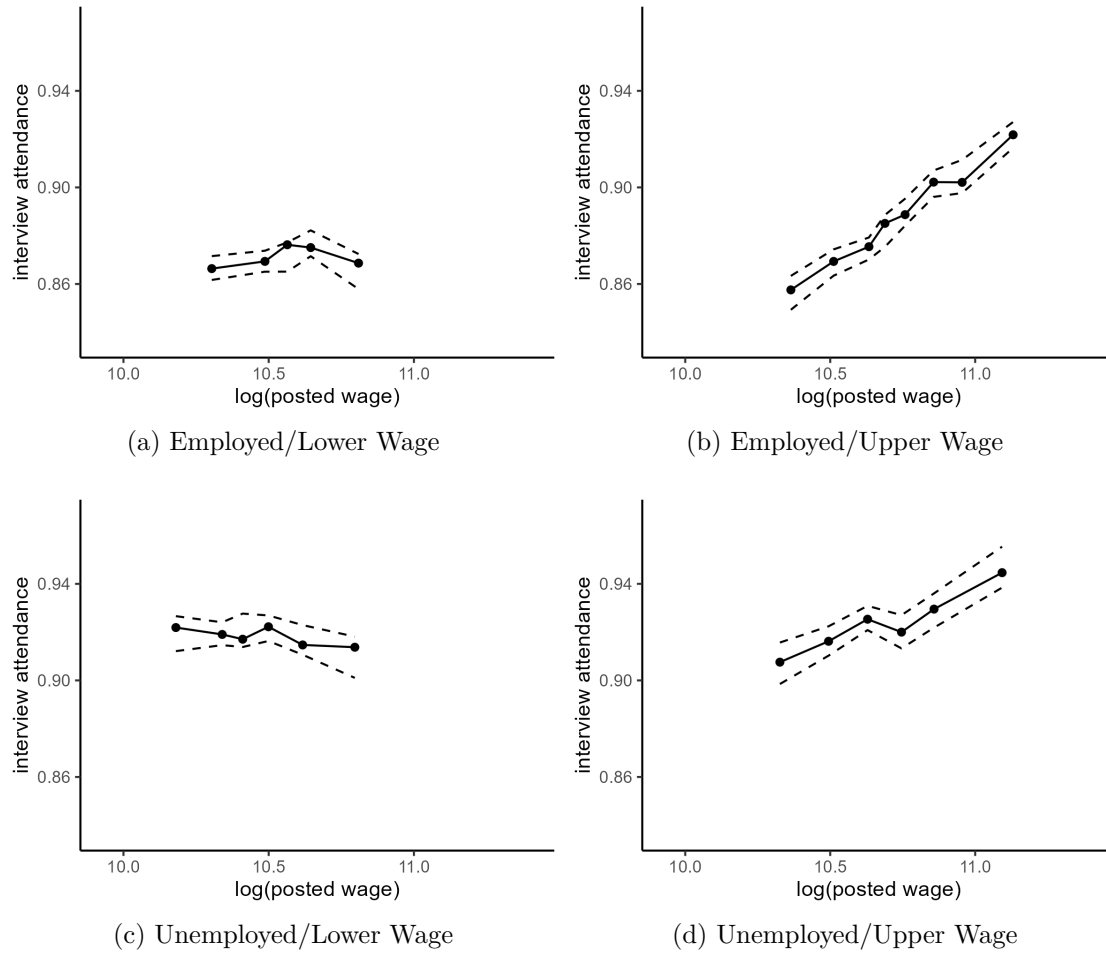 interview attendance
0.94
0.90
0.86
10.0 10.5 11.0
log(posted wage)
(a) Employed/Lower Wage
interview attendance
0.94
0.90
0.86
10.0 10.5 11.0
log(posted wage)
(b) Employed/Upper Wage
interview attendance
0.94
0.90
0.86
10.0 10.5 11.0
log(posted wage)
(c) Unemployed/Lower Wage
interview attendance
0.94
0.90
0.86
10.0 10.5 11.0
log(posted wage)
(d) Unemployed/Upper Wage